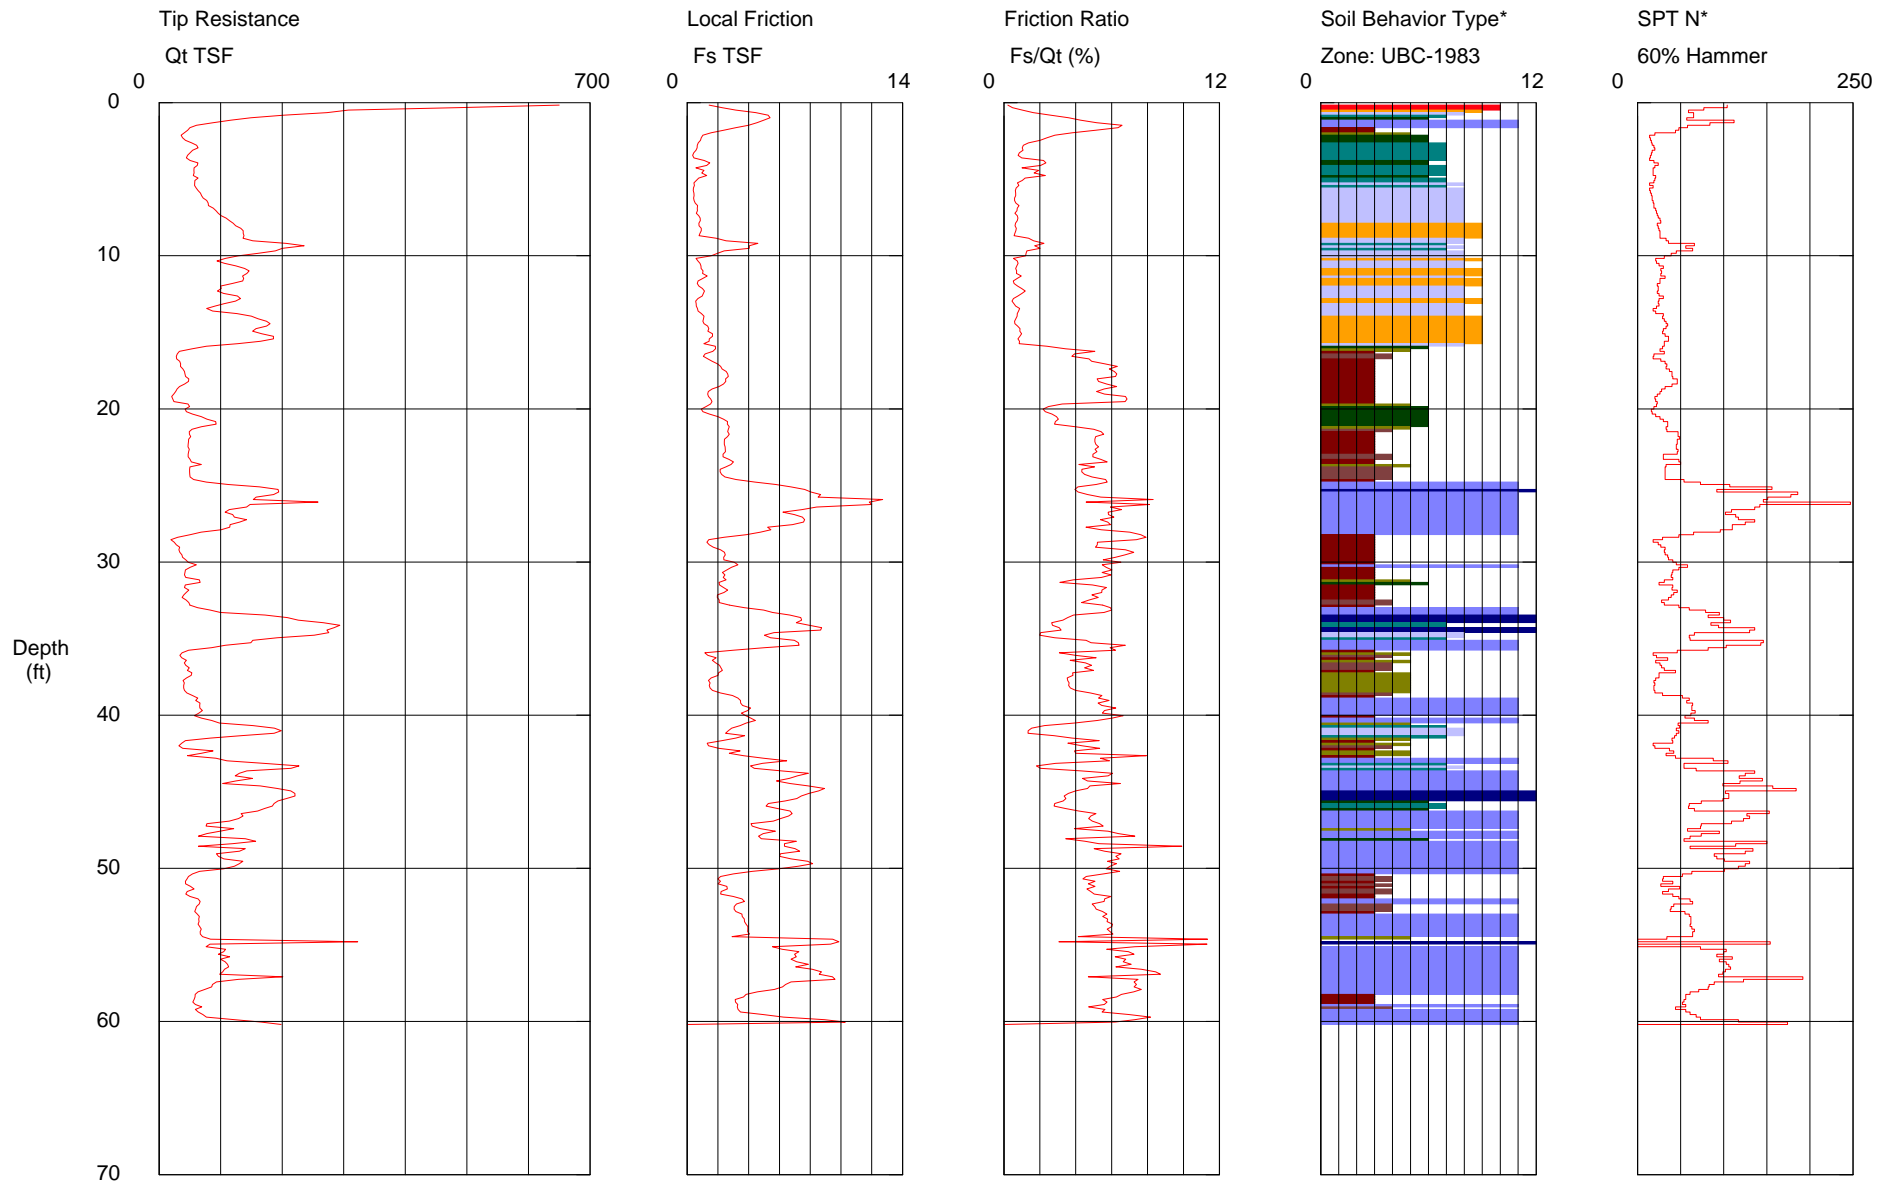 Tip Resistance Local Friction Friction Ratio Soil Behavior Type* SPT N*
Qt TSF Fs TSF Fs/Qt (%) Zone: UBC-1983 60% Hammer
0 700 0 14 0 12 0 12 0 250
0
10
20
30
40
50
60
70
Depth
(ft)